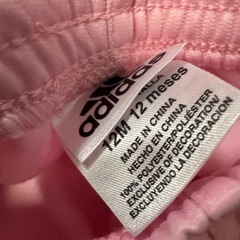 TALLA
adidas
12M 12 meses
MADE IN CHINA
HECHO EN CHINA
100% POLYESTER/POLIÉSTER
EXCLUSIVE OF DECORATION
EXCLUYENDO LA DECORACIÓN